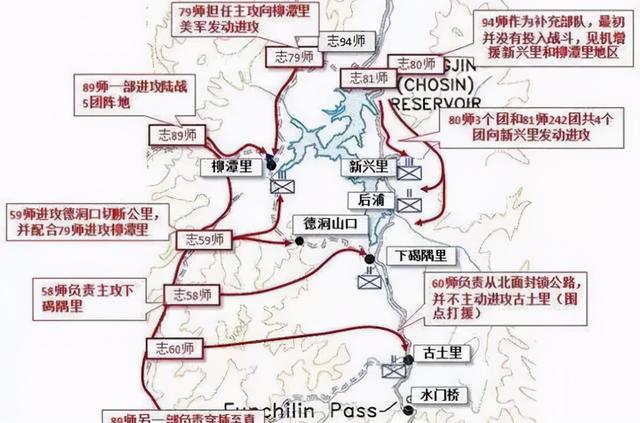 79师担任主攻向柳潭里
美军发动进攻
志94师
志79师
94师作为补充部队，最初
并没有投入战斗，见机增
援新兴里和柳潭里地区
志80师
志81师
JIN
(CHOSIN)
RESERVOIR
89师一部进攻陆战
5团阵地
志89师
80师3个团和81师242团共4个
团向新兴里发动进攻
柳潭里
新兴里
后浦
59师进攻德洞口切断公里，
并配合79师进攻柳潭里
志59师
德洞山口
下碣隅里
58师负责主攻下
碣隅里
志58师
60师负责从北面封锁公路，
并不主动进攻古土里（围
点打援）
志60师
古土里
水门桥
Funchilin Pass
89师另一部负责穿插至真